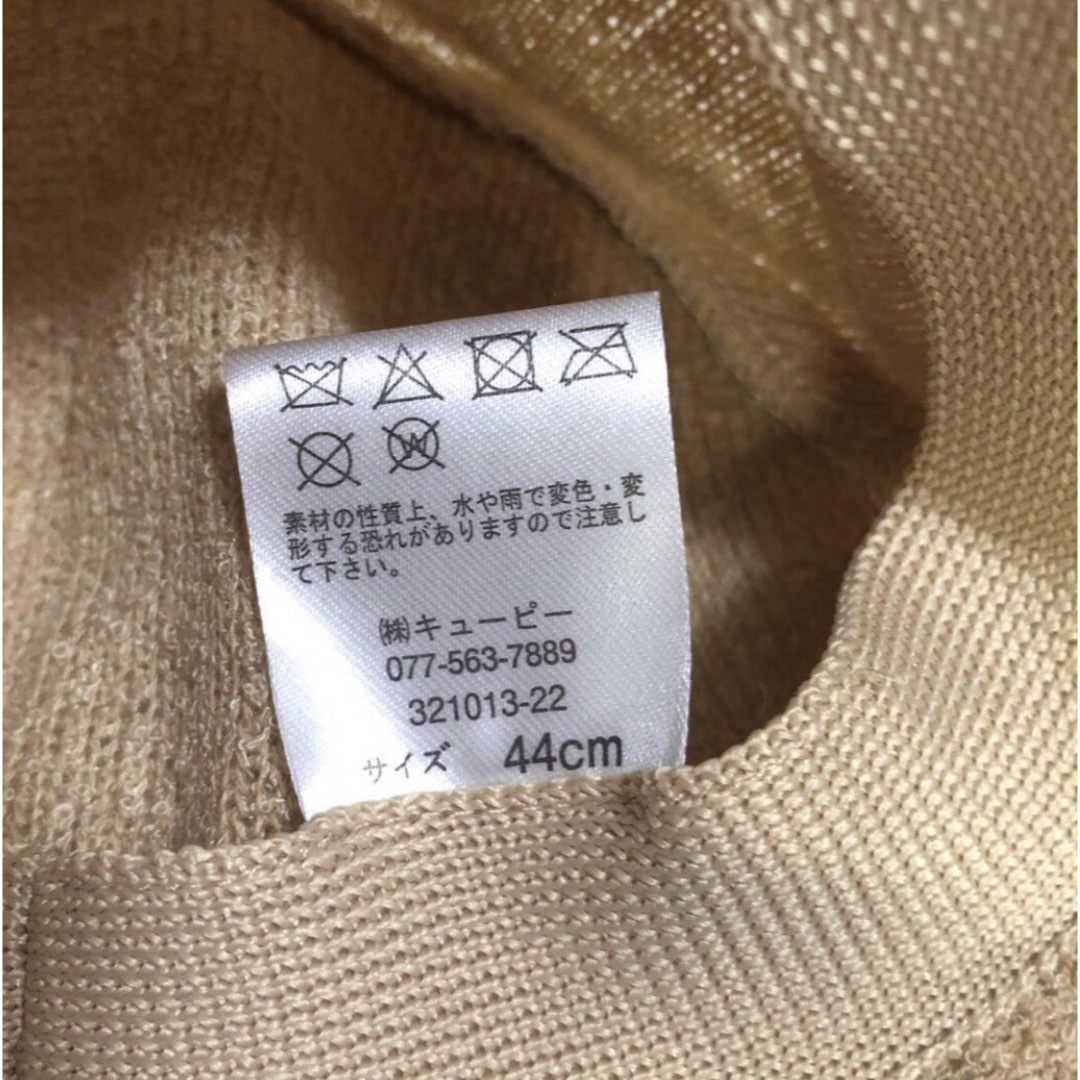 素材の性質上、水や雨で変色・変
形する恐れがありますので注意し
て下さい。
㈱キューピー
077-563-7889
321013-22
サイズ 44cm